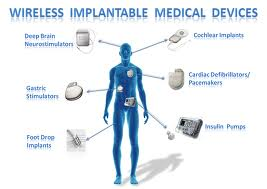 WIRELESS IMPLANTABLE MEDICAL DEVICES
Deep Brain
Neurostimulators
Cochlear Implants
Gastric
Stimulators
Cardiac Defibrillators/
Pacemakers
Foot Drop
Implants
Insulin Pumps